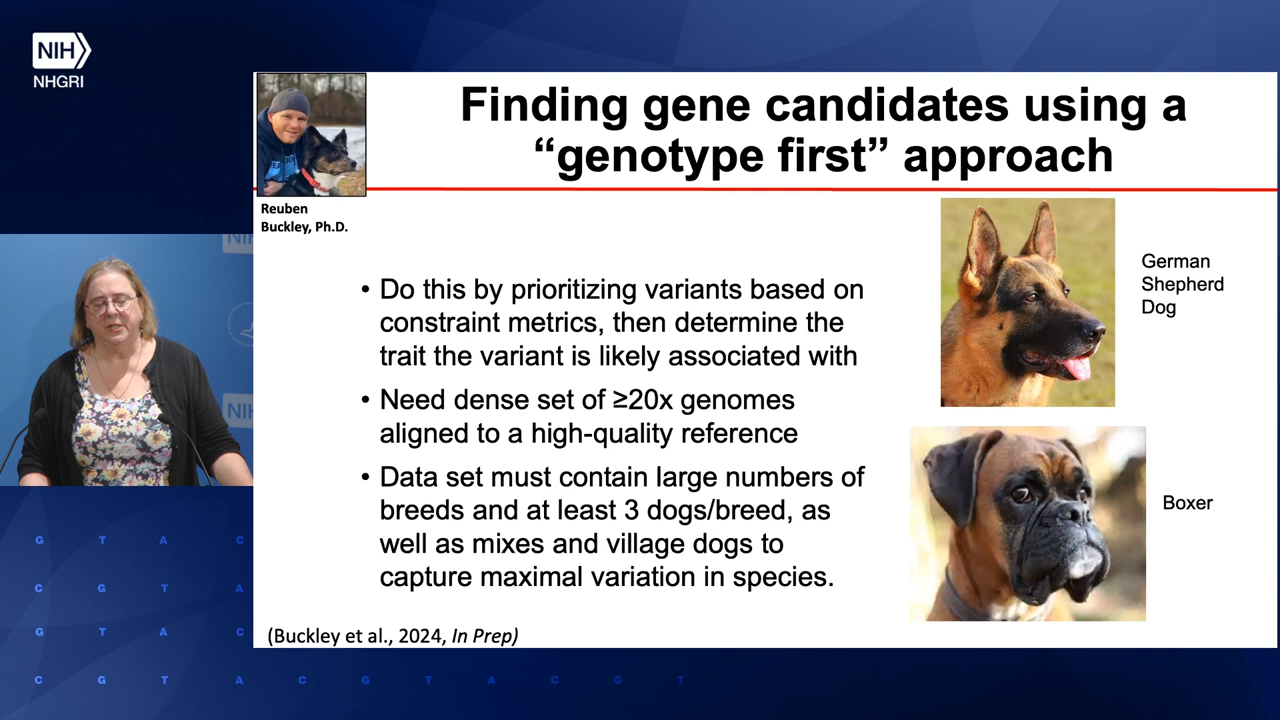 NIH
NHGRI
Finding gene candidates using a
“genotype first” approach
Reuben
Buckley, Ph.D.
• Do this by prioritizing variants based on
constraint metrics, then determine the
trait the variant is likely associated with
• Need dense set of ≥20x genomes
aligned to a high-quality reference
• Data set must contain large numbers of
breeds and at least 3 dogs/breed, as
well as mixes and village dogs to
capture maximal variation in species.
German
Shepherd
Dog
Boxer
(Buckley et al., 2024, In Prep)
NIH
NIH
G T A C
C G T A
G T A C
C G T A C G T A C G T